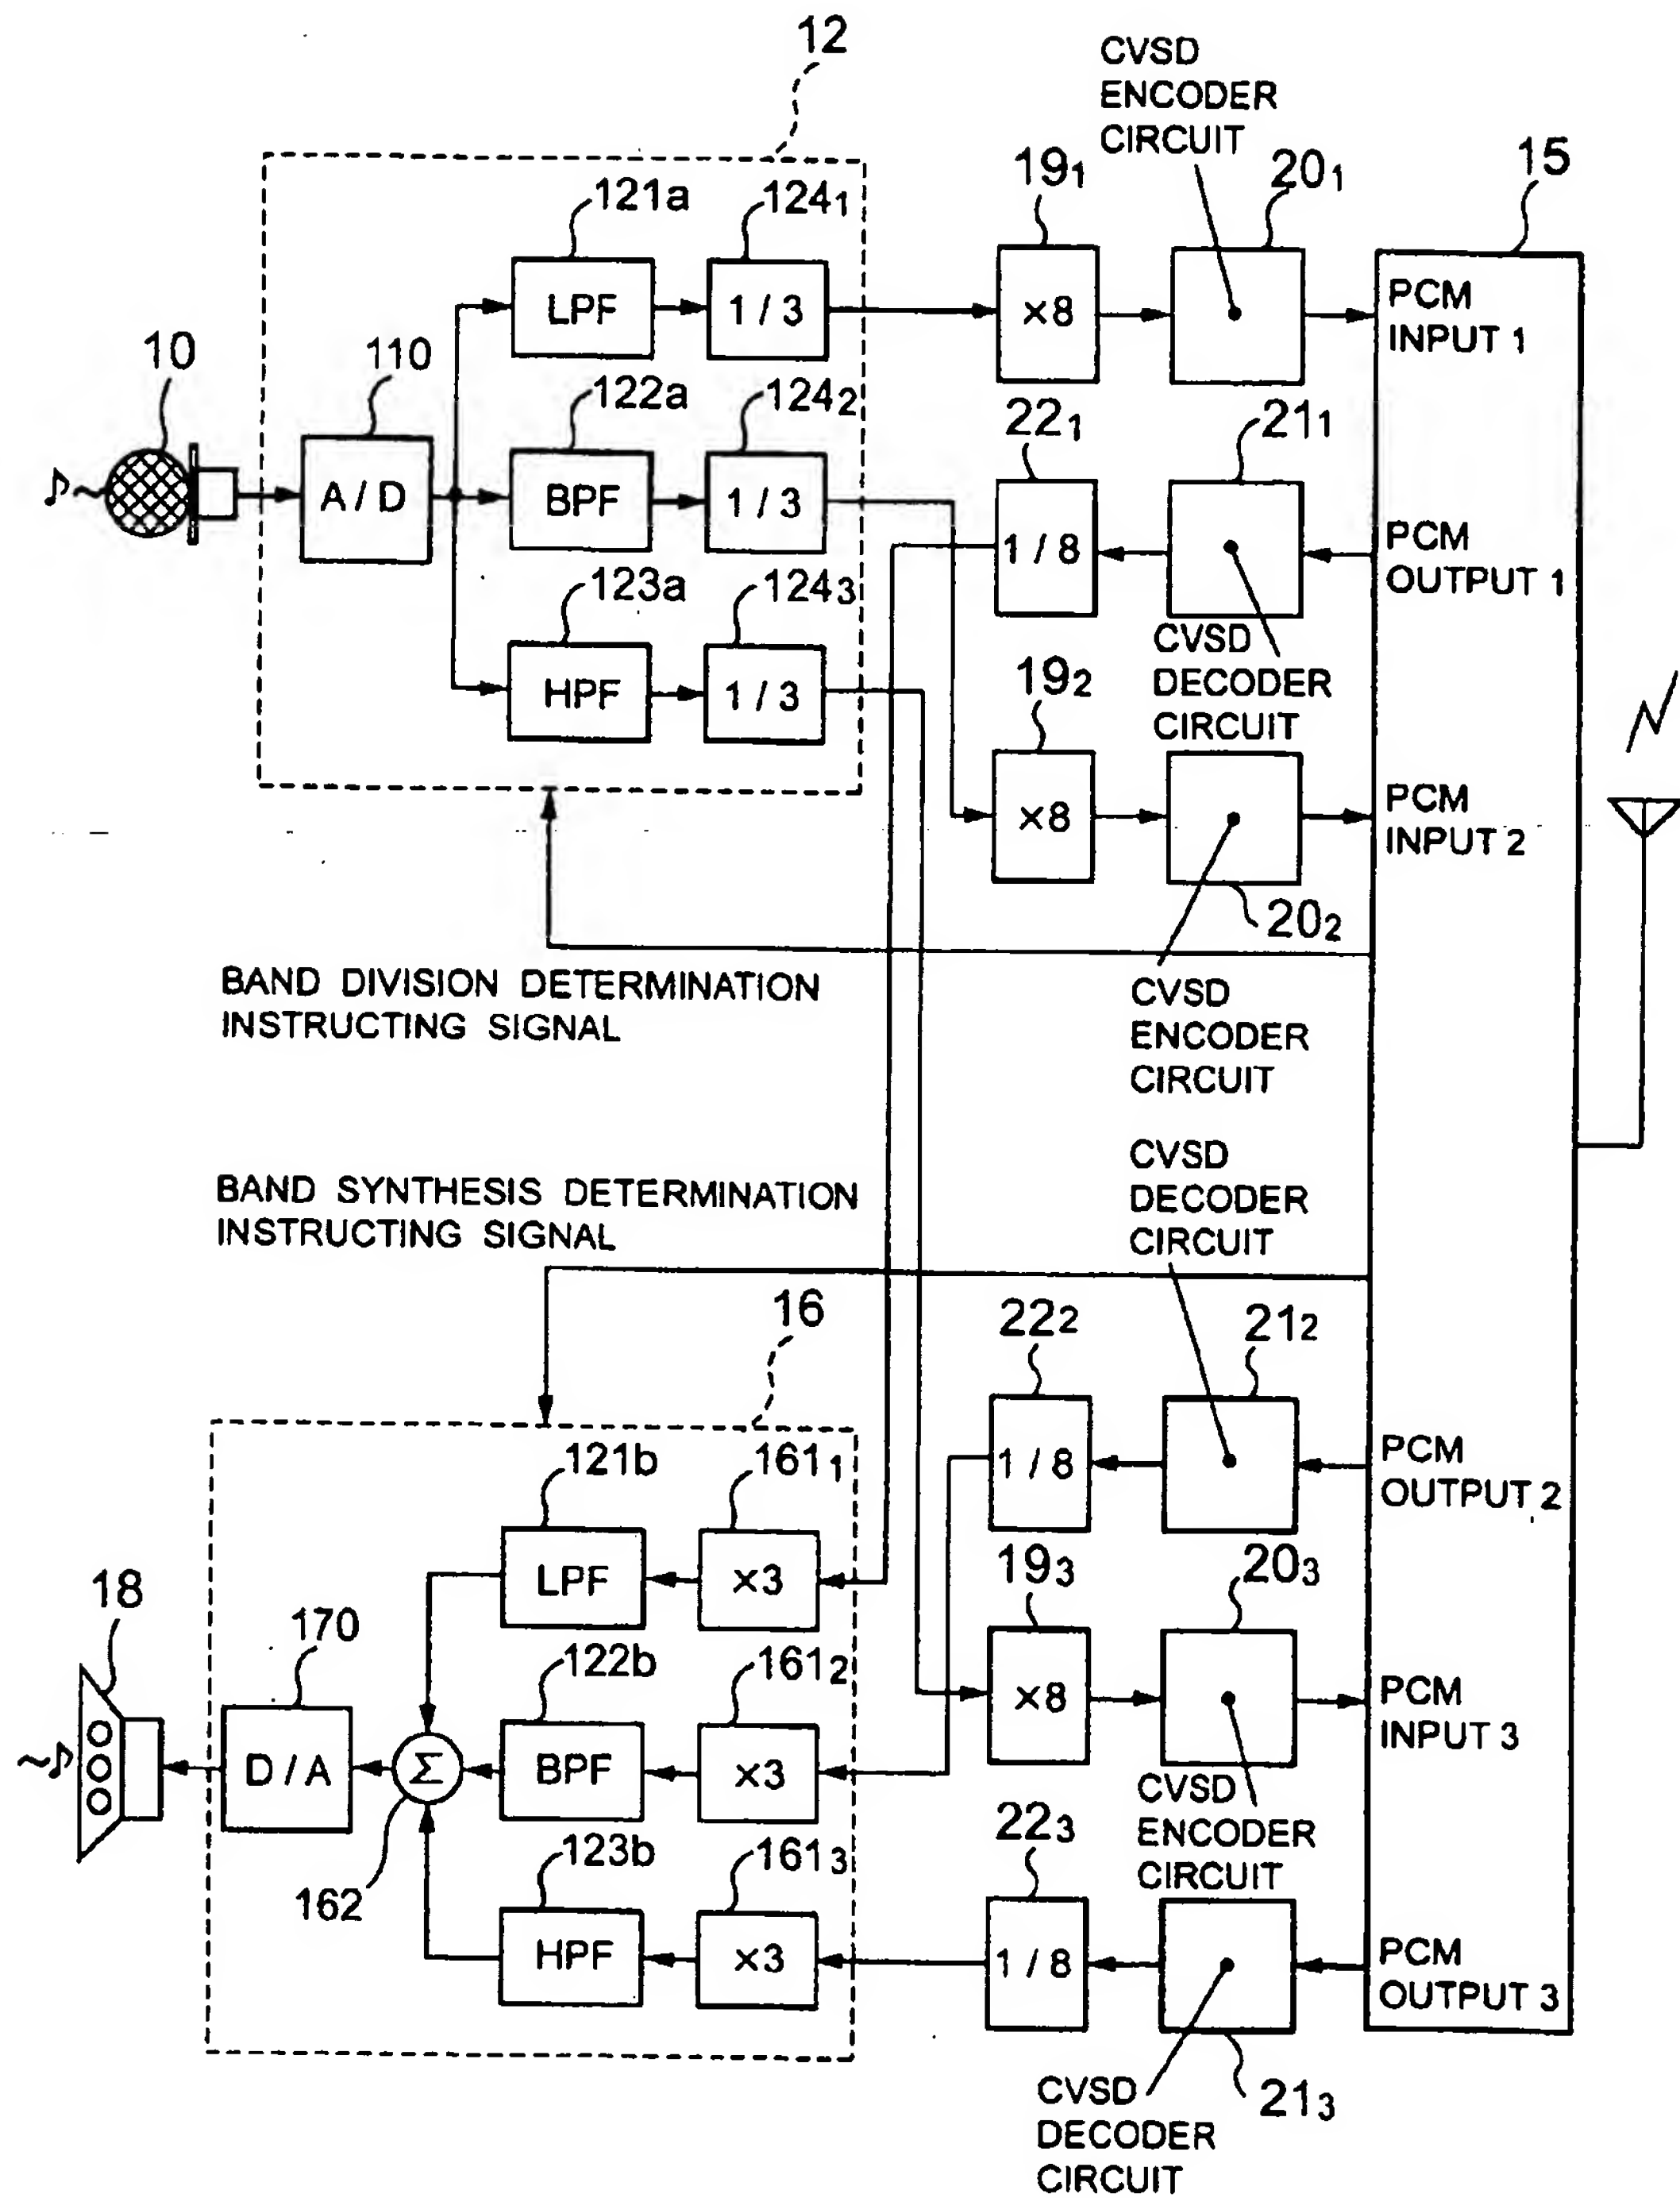 12
CVSD
ENCODER
CIRCUIT
15
121a
124₁
19₁
20₁
LPF
1 / 3
×8
PCM
INPUT 1
10
110
122a
124₂
22₁
21₁
A / D
BPF
1 / 3
1 / 8
PCM
OUTPUT 1
123a
124₃
CVSD
DECODER
CIRCUIT
19₂
HPF
1 / 3
×8
PCM
INPUT 2
20₂
BAND DIVISION DETERMINATION
INSTRUCTING SIGNAL
CVSD
ENCODER
CIRCUIT
CVSD
DECODER
CIRCUIT
BAND SYNTHESIS DETERMINATION
INSTRUCTING SIGNAL
16
22₂
21₂
121b
161₁
1 / 8
PCM
OUTPUT 2
LPF
×3
19₃
20₃
18
170
122b
161₂
×8
PCM
INPUT 3
D / A
Σ
BPF
×3
CVSD
ENCODER
CIRCUIT
162
123b
161₃
22₃
HPF
×3
1 / 8
PCM
OUTPUT 3
21₃
CVSD
DECODER
CIRCUIT